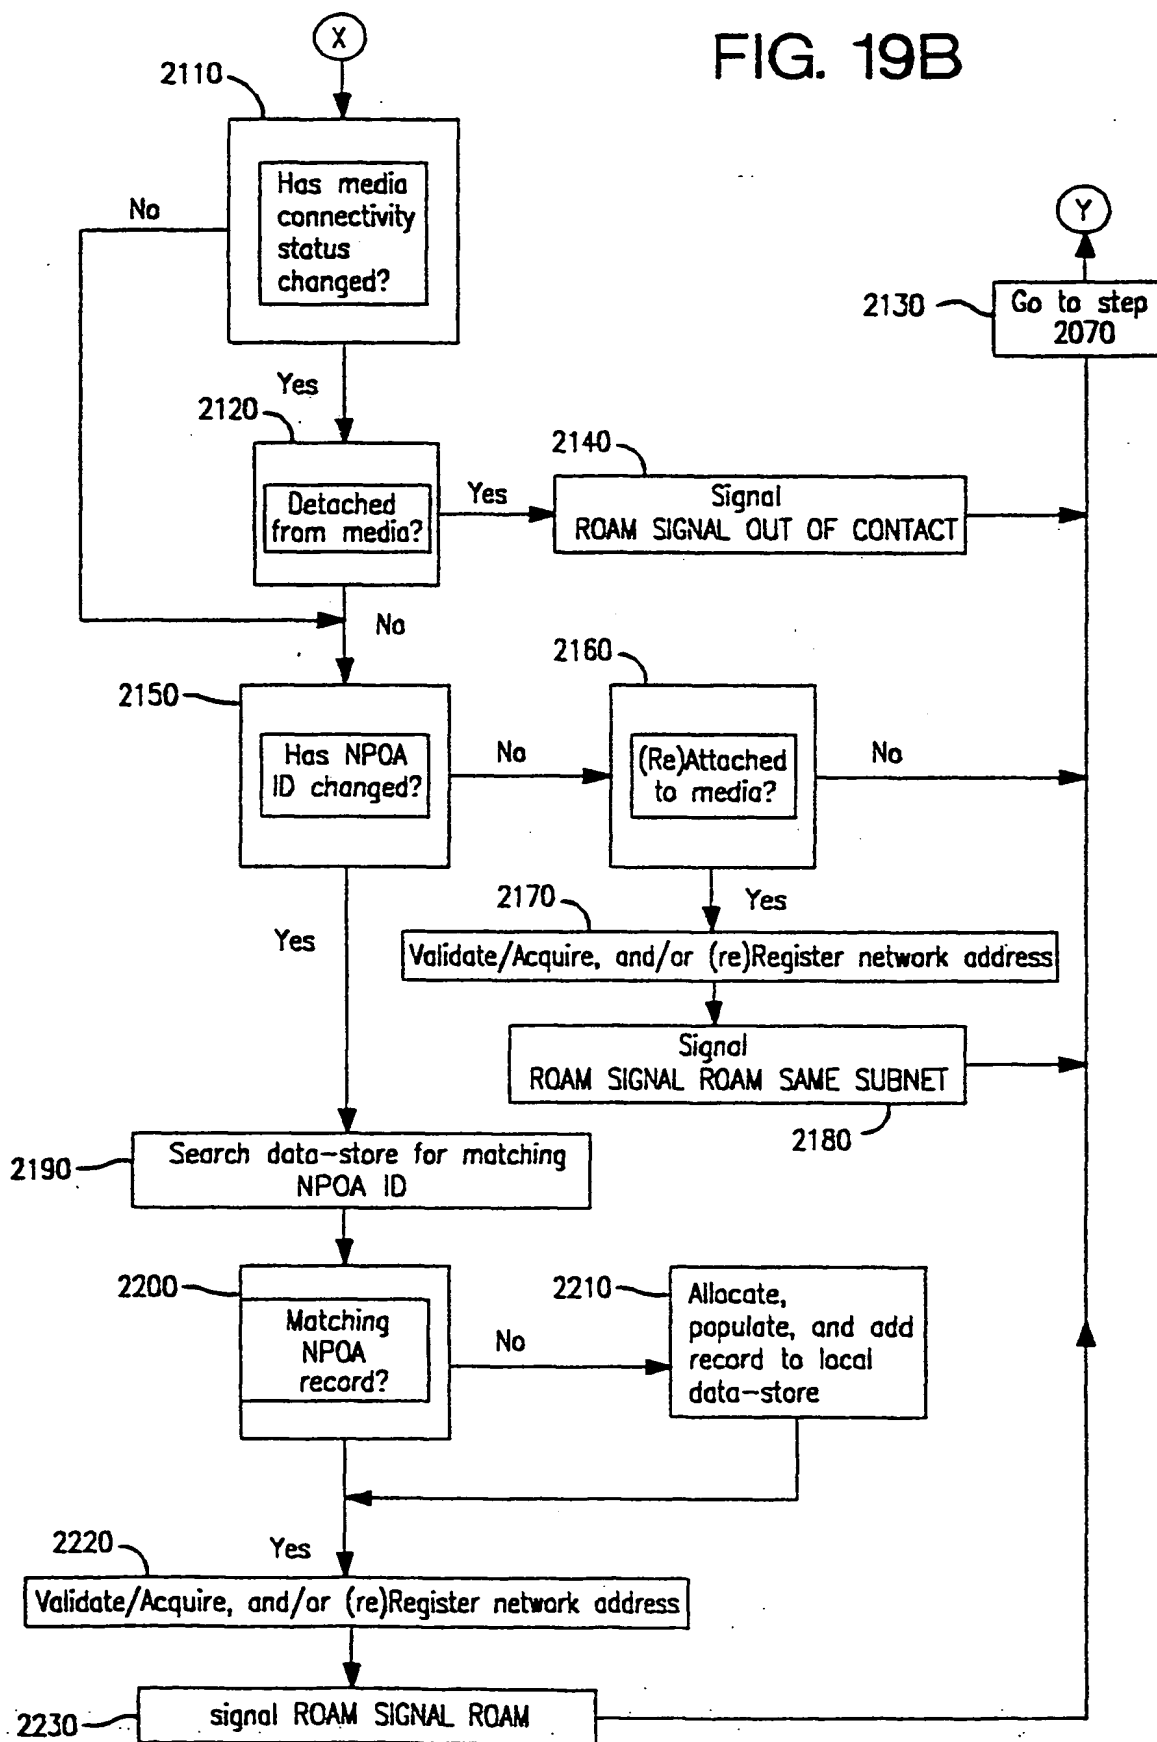 X
FIG. 19B
2110
Has media
connectivity
status
changed?
No
Y
2130
Go to step
2070
Yes
2120
Detached
from media?
Yes
2140
Signal
ROAM SIGNAL OUT OF CONTACT
No
2150
Has NPOA
ID changed?
No
2160
(Re)Attached
to media?
No
Yes
2170
Validate/Acquire, and/or (re)Register network address
Signal
ROAM SIGNAL ROAM SAME SUBNET
2180
Yes
2190
Search data-store for matching
NPOA ID
2200
Matching
NPOA
record?
No
2210
Allocate,
populate, and add
record to local
data-store
Yes
2220
Validate/Acquire, and/or (re)Register network address
2230
signal ROAM SIGNAL ROAM